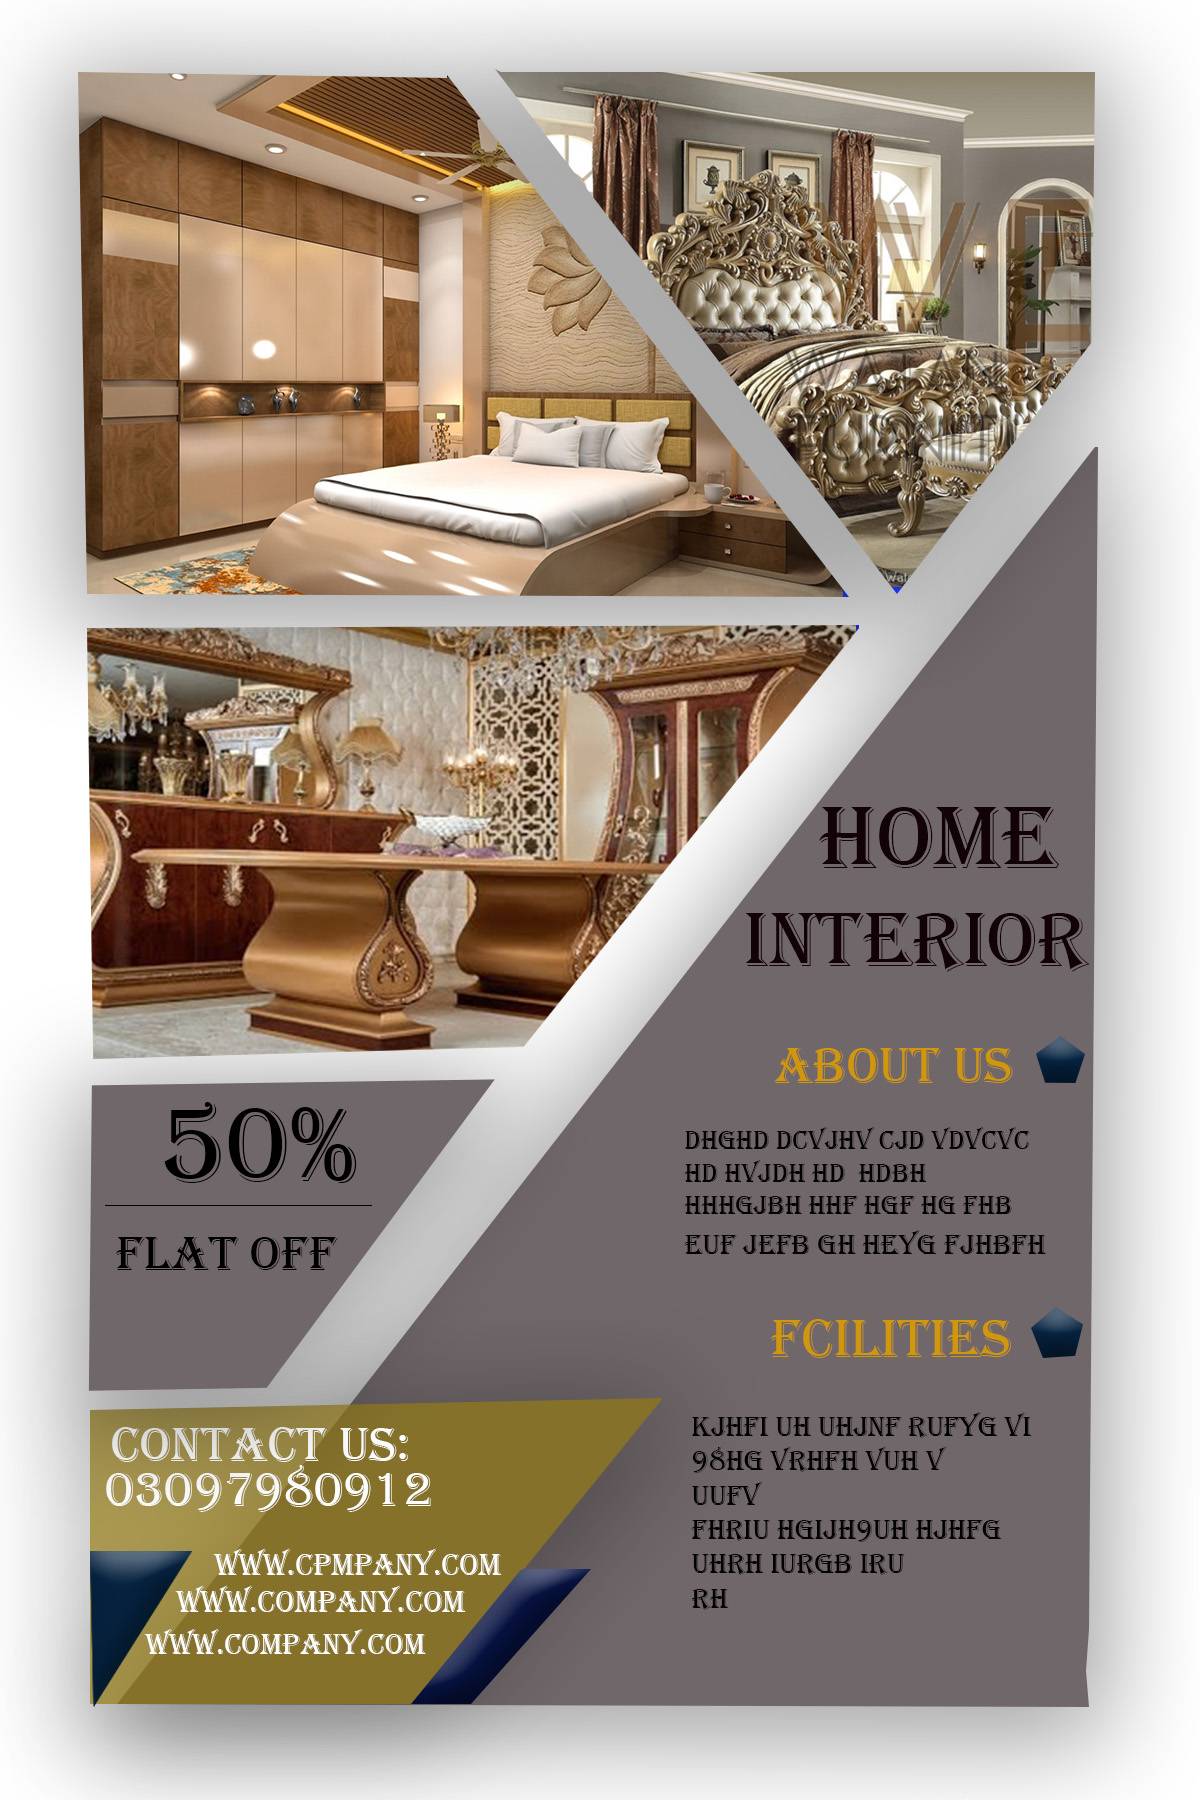 HOME
INTERIOR
ABOUT US
DHGHD DCVJHV CJD VDVCVC
HD HVJDH HD HDBH
HHHGJBH HHF HGF HG FHB
EUF JEFB GH HEYG FJHBFH
FCILITIES
KJHFI UH UHJNF RUFYG VI
98HG VRHFH VUH V
UUFV
FHRIU HGIJH9UH HJHFG
UHRH IURGB IRU
RH
50%
FLAT OFF
CONTACT US:
03097980912
WWW.CPMPANY.COM
WWW.COMPANY.COM
WWW.COMPANY.COM